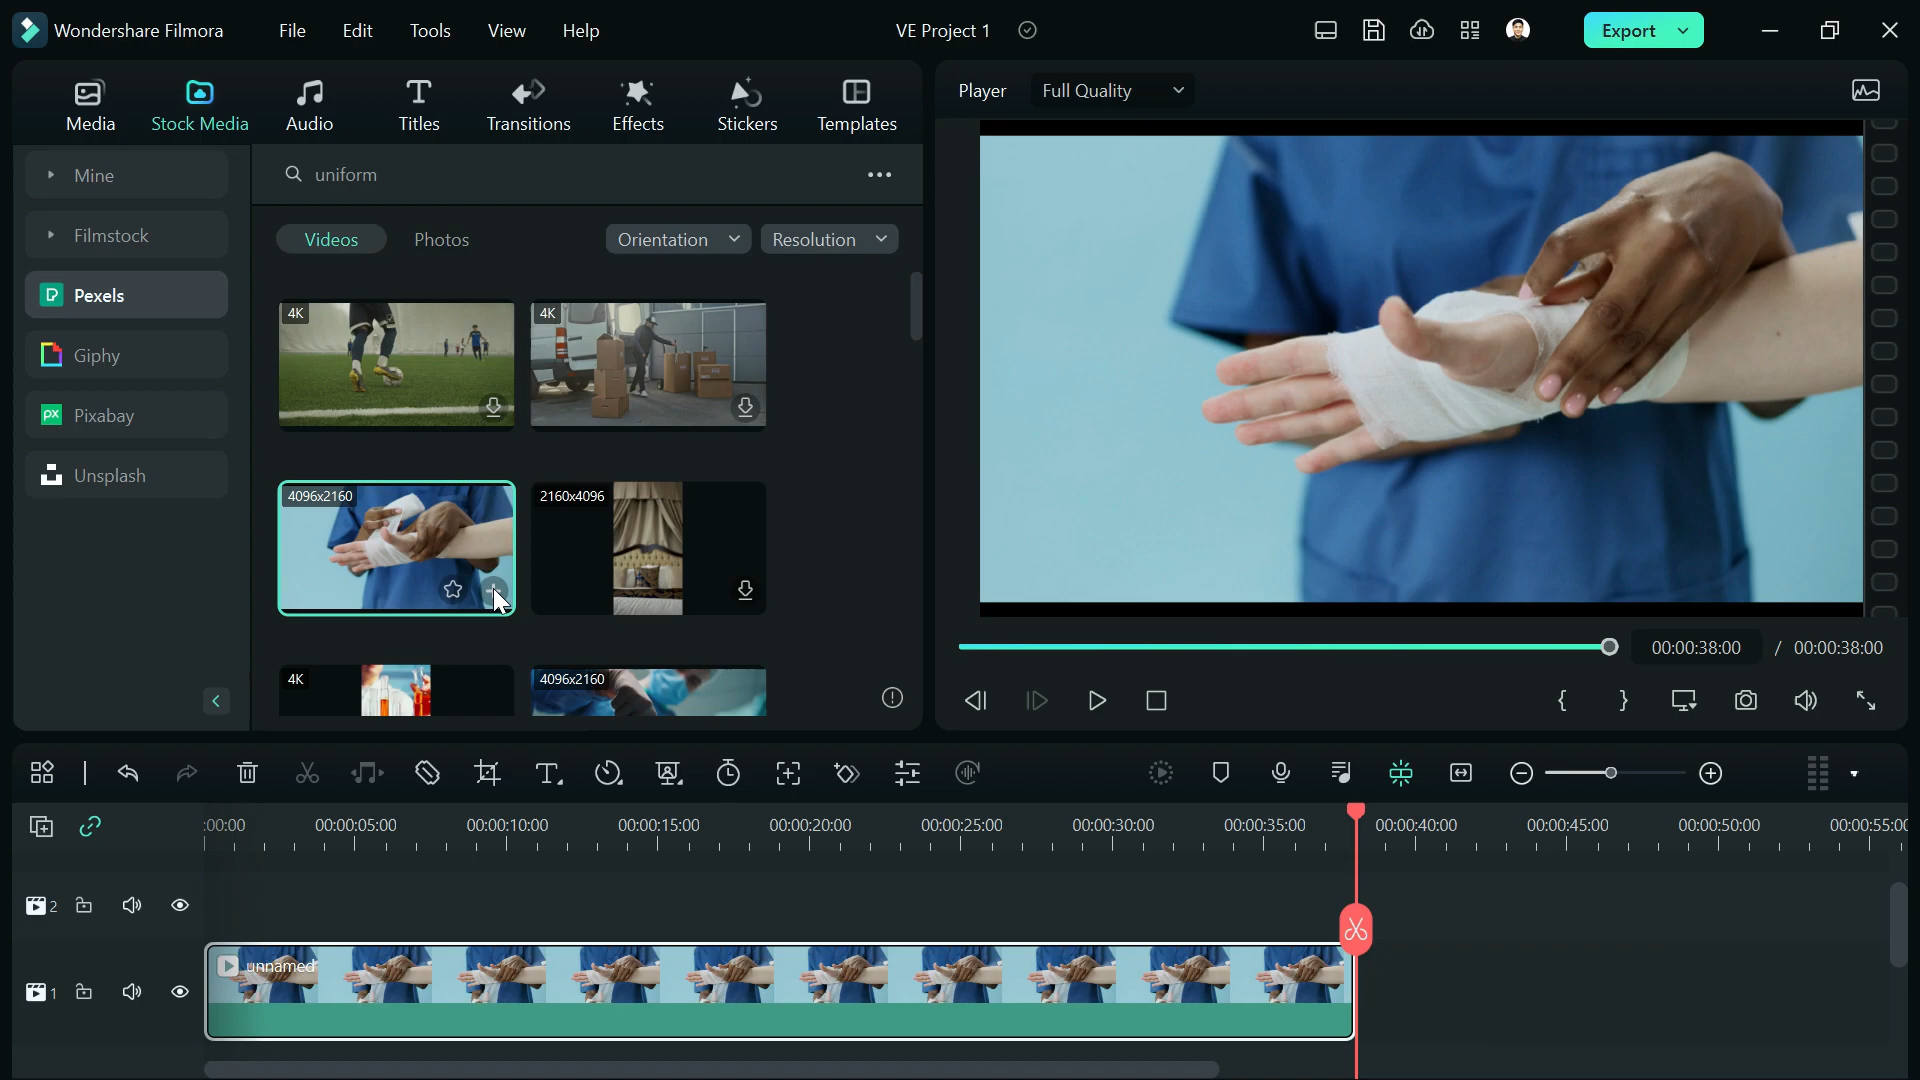 Wondershare Filmora
File
Edit
Tools
View
Help
VE Project 1
Export
Media
Stock Media
Audio
Titles
Transitions
Effects
Stickers
Templates
Player
Full Quality
Mine
Filmstock
Pexels
Giphy
Pixabay
Unsplash
uniform
Videos
Photos
Orientation
Resolution
4K
4K
4096x2160
2160x4096
4K
4096x2160
00:00:38:00 / 00:00:38:00
:00:00
00:00:05:00
00:00:10:00
00:00:15:00
00:00:20:00
00:00:25:00
00:00:30:00
00:00:35:00
00:00:40:00
00:00:45:00
00:00:50:00
00:00:55:00
2
unnamed
1